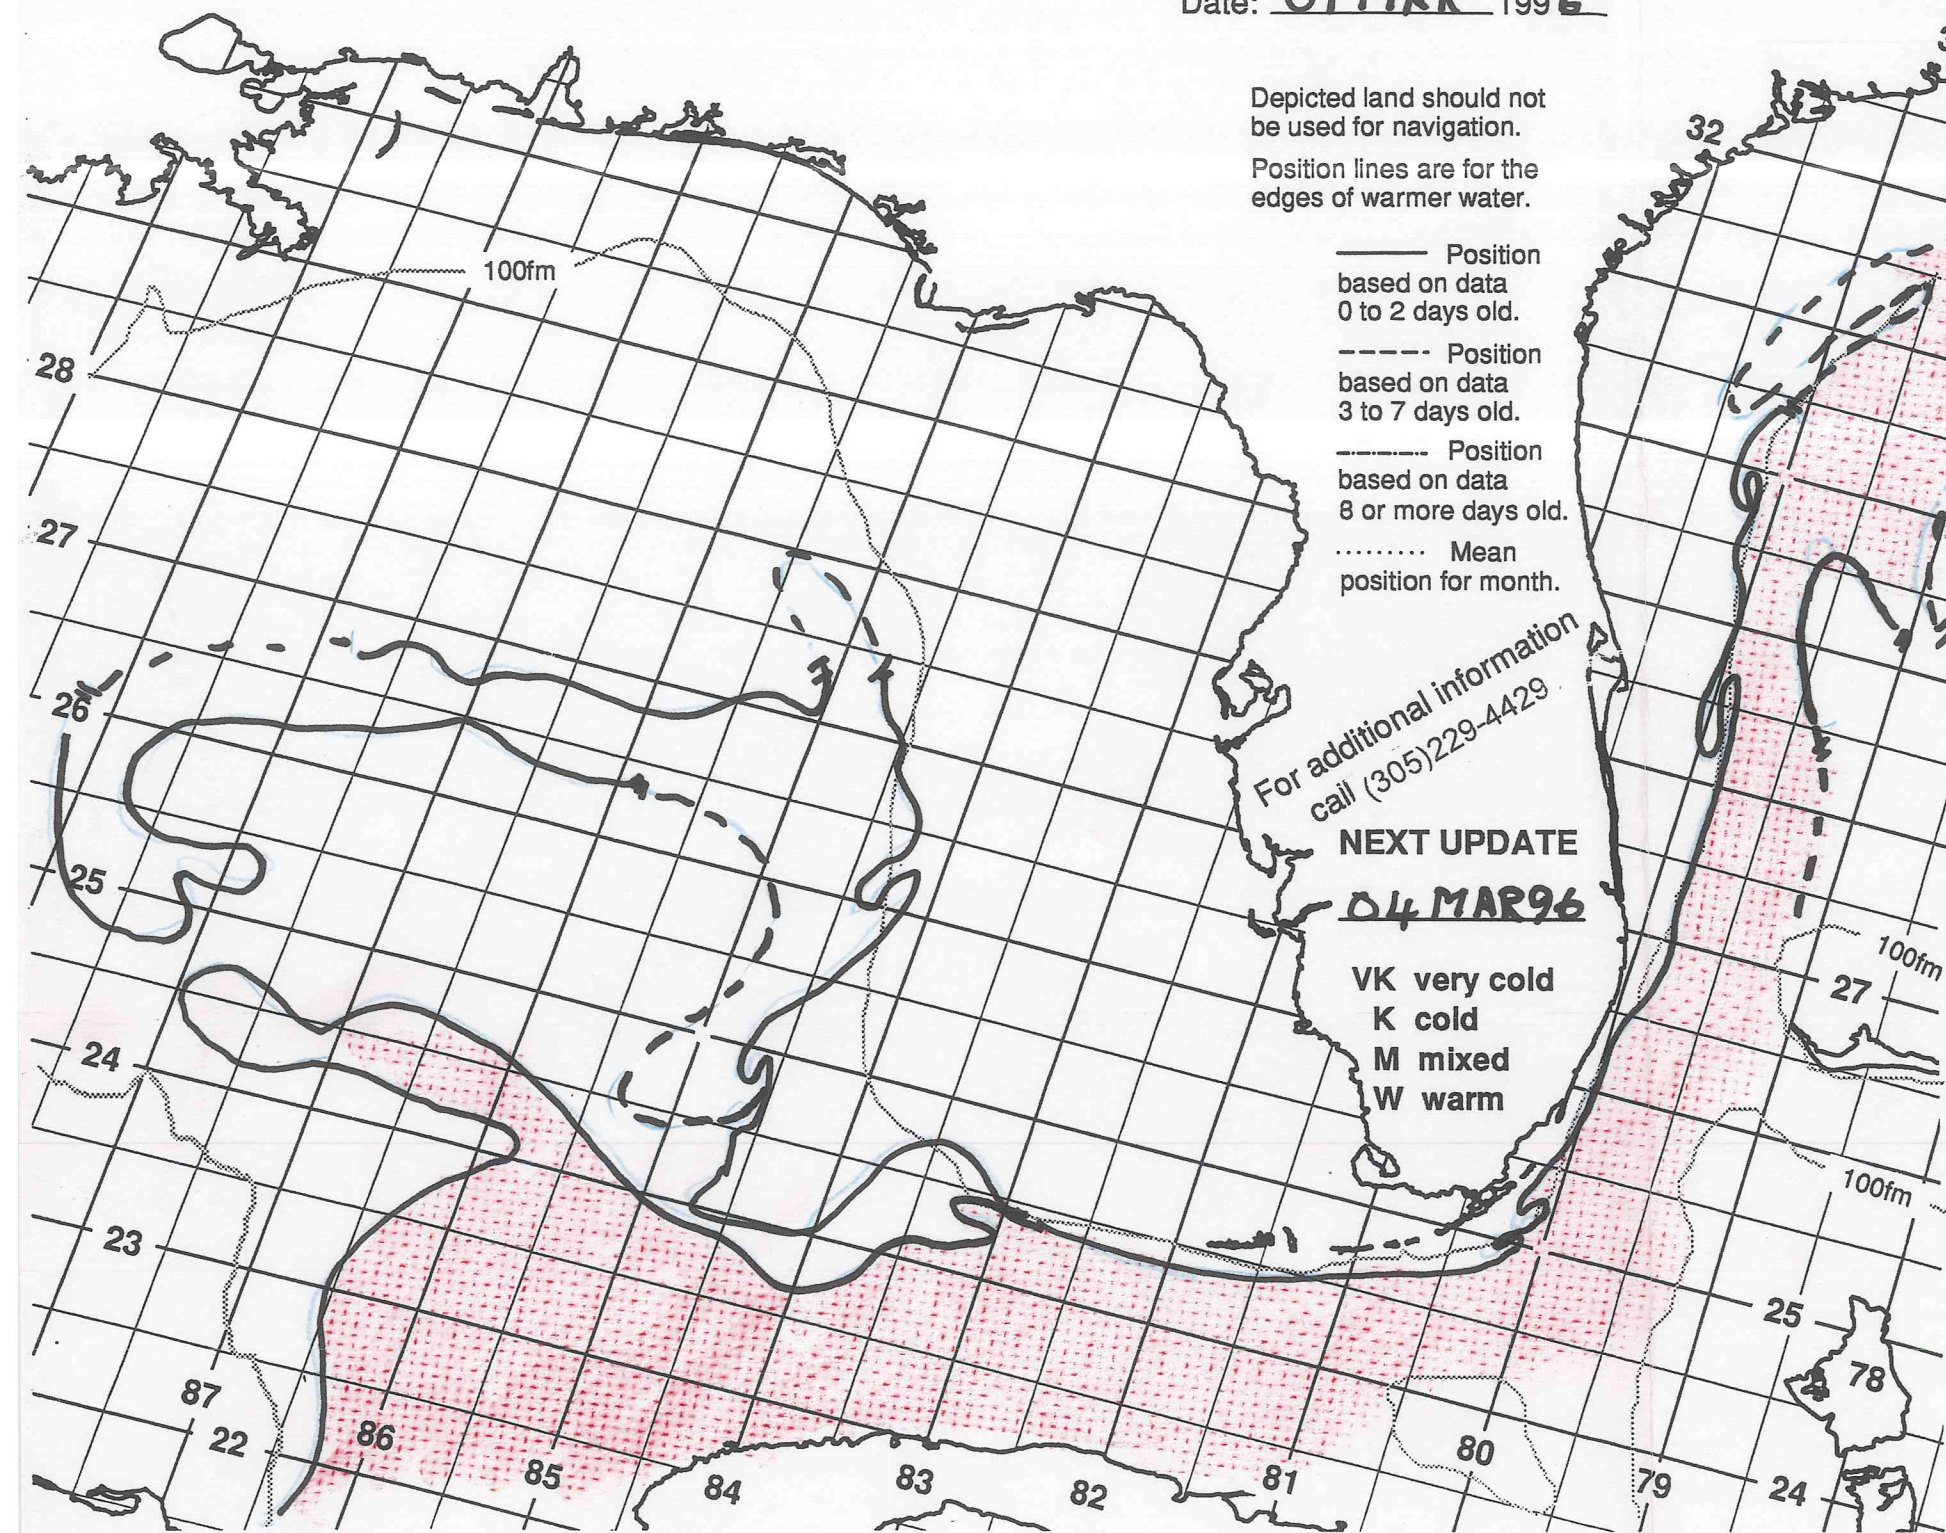 Date: 01 MAR 1996
Depicted land should not
be used for navigation.
Position lines are for the
edges of warmer water.
Position
based on data
0 to 2 days old.
Position
based on data
3 to 7 days old.
Position
based on data
8 or more days old.
Mean
position for month.
For additional information
call (305)229-4429
NEXT UPDATE
04 MAR96
VK very cold
K cold
M mixed
W warm
32
100fm
28
27
26
25
24
23
22
87
86
85
84
83
82
81
80
79
78
24
25
27
100fm
100fm